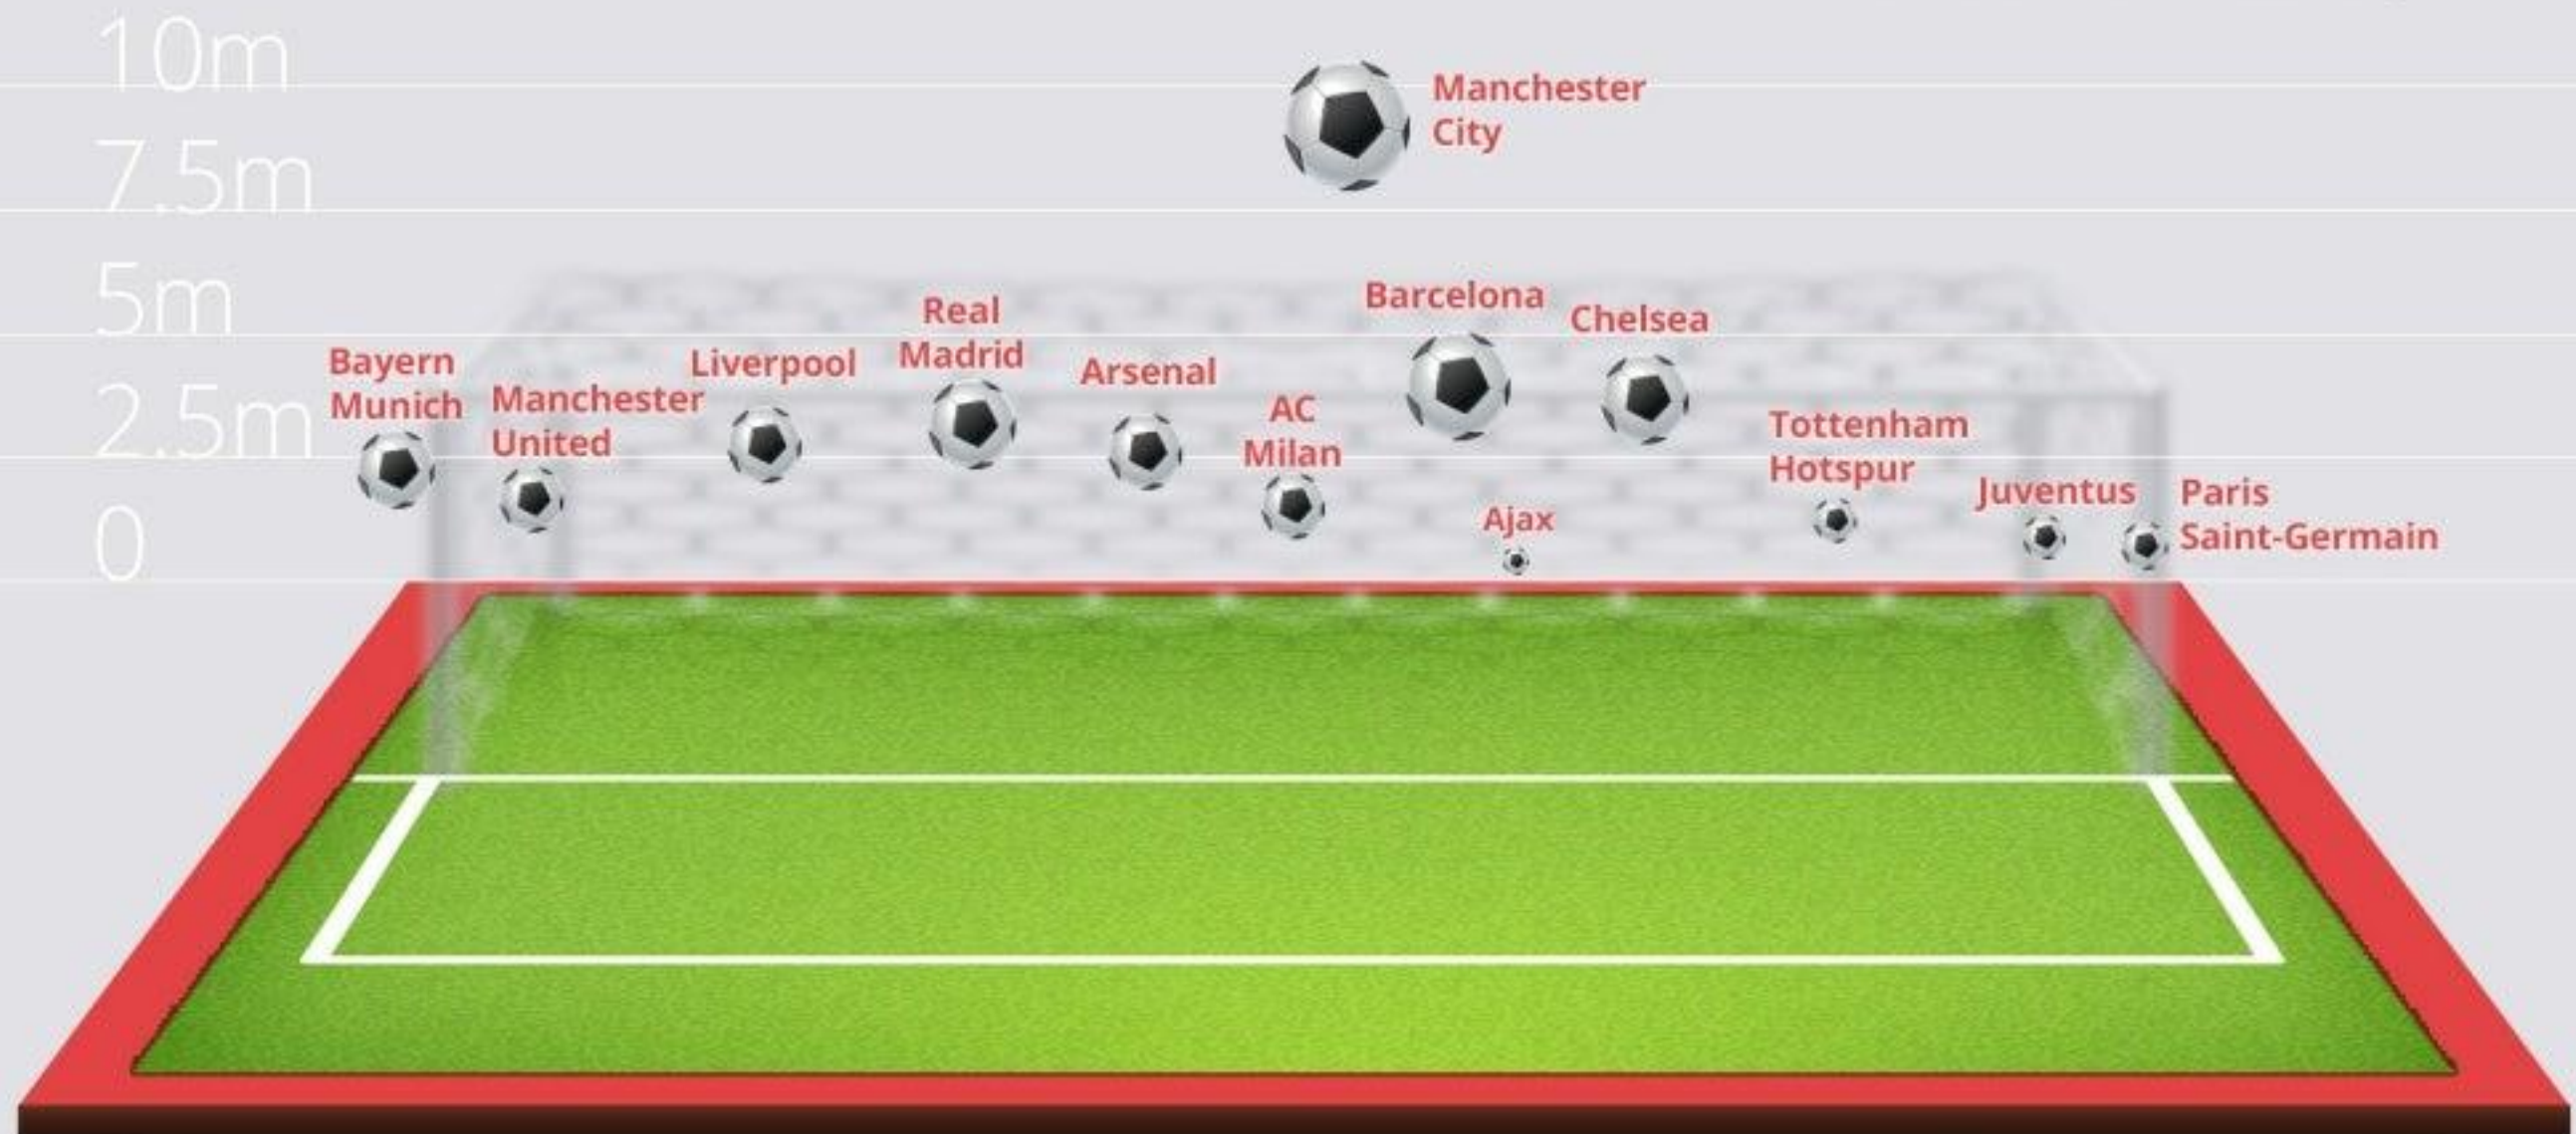 10m
7.5m
5m
2.5m
0
Manchester
City
Bayern
Munich
Manchester
United
Liverpool
Real
Madrid
Arsenal
AC
Milan
Barcelona
Chelsea
Ajax
Tottenham
Hotspur
Juventus
Paris
Saint-Germain